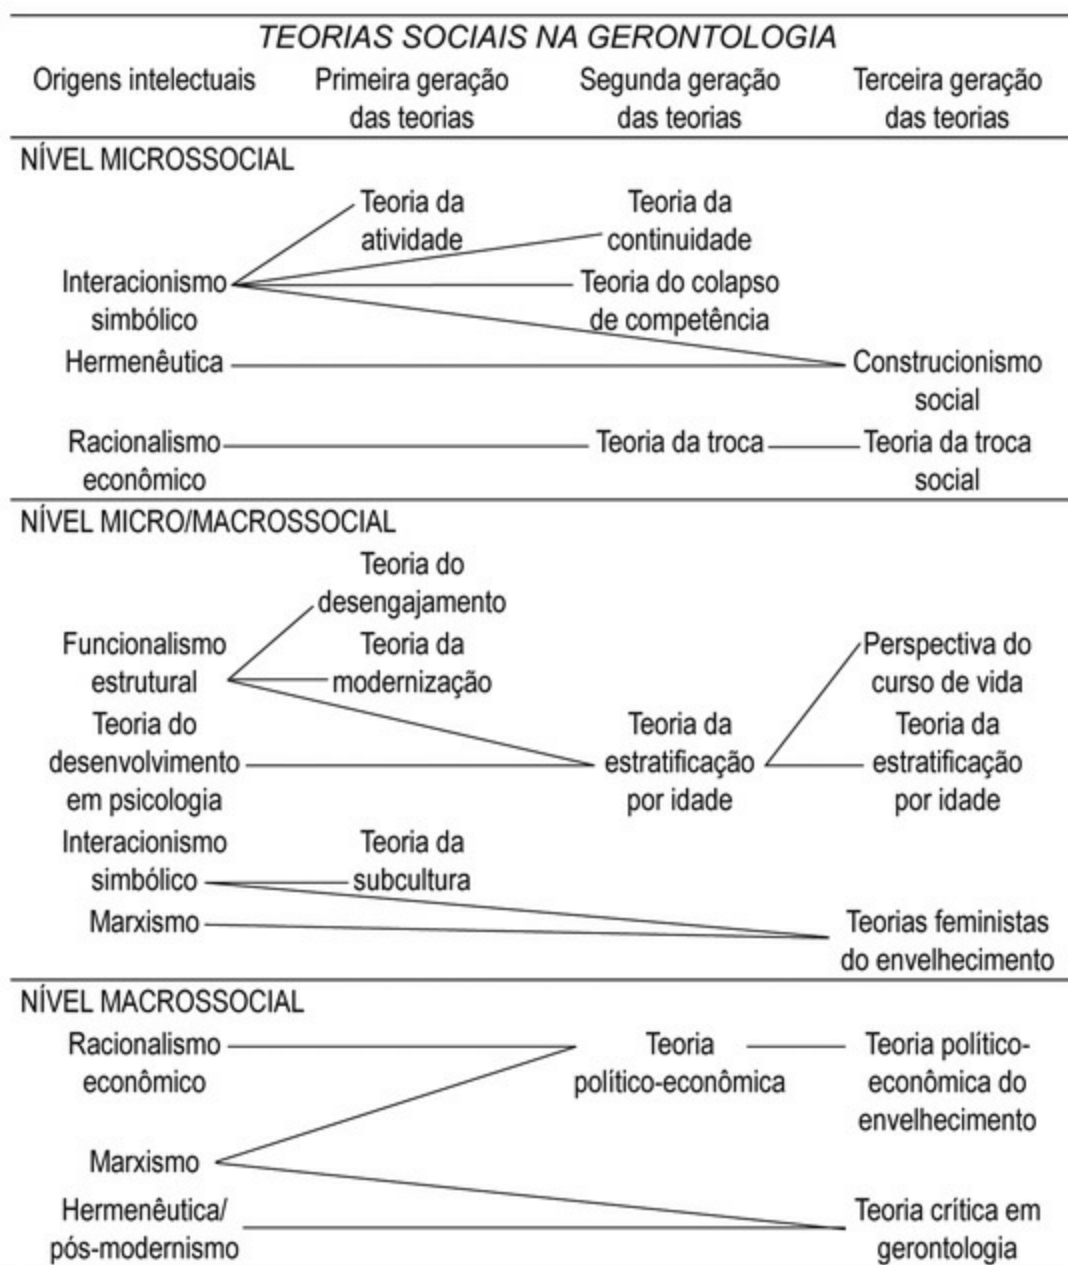 TEORIAS SOCIAIS NA GERONTOLOGIA
Origens intelectuais Primeira geração Segunda geração Terceira geração
das teorias das teorias das teorias
NÍVEL MICROSSOCIAL
Teoria da Teoria da
atividade continuidade
Interacionismo Teoria do colapso
simbólico de competência
Hermenêutica Construcionismo
social
Racionalismo Teoria da troca Teoria da troca
econômico social
NÍVEL MICRO/MACROSSOCIAL
Teoria do
desengajamento
Funcionalismo Teoria da Perspectiva do
estrutural modernização curso de vida
Teoria do Teoria da Teoria da
desenvolvimento estratificação estratificação
em psicologia por idade por idade
Interacionismo Teoria da
simbólico subcultura
Marxismo Teorias feministas
do envelhecimento
NÍVEL MACROSSOCIAL
Racionalismo Teoria Teoria político-
econômico político-econômica econômica do
envelhecimento
Marxismo
Hermenêutica/ Teoria crítica em
pós-modernismo gerontologia